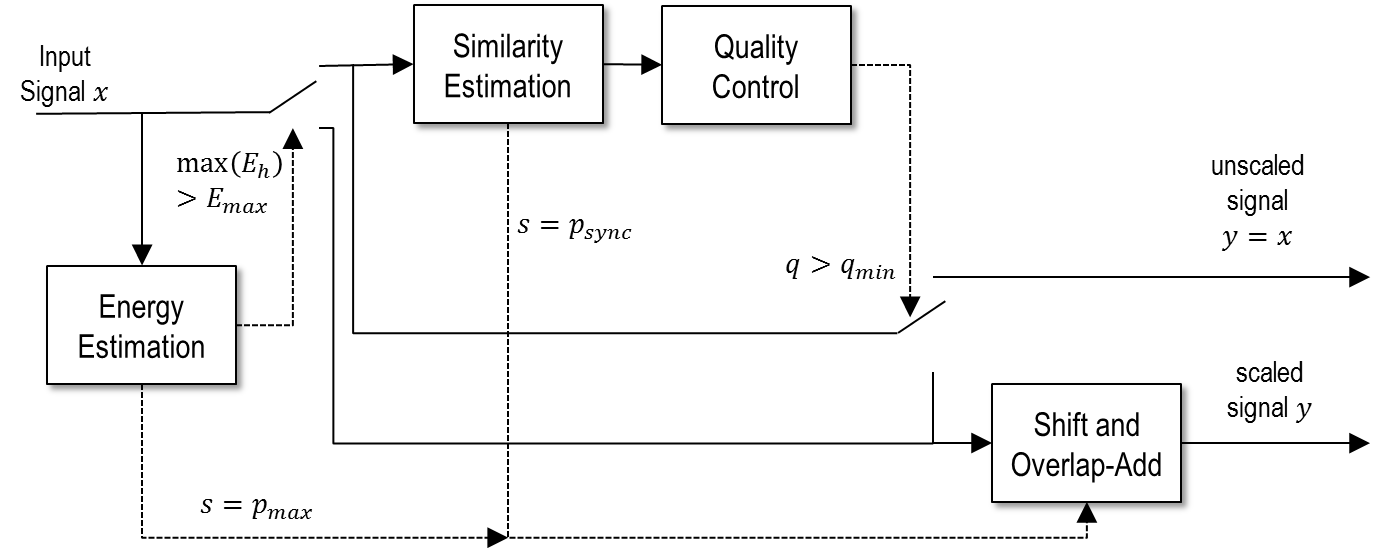 Input
Signal x
Similarity
Estimation
Quality
Control
max(E_h)
> E_max
unscaled
signal
y = x
s = p_sync
q > q_min
Energy
Estimation
scaled
signal y
Shift and
Overlap-Add
s = p_max